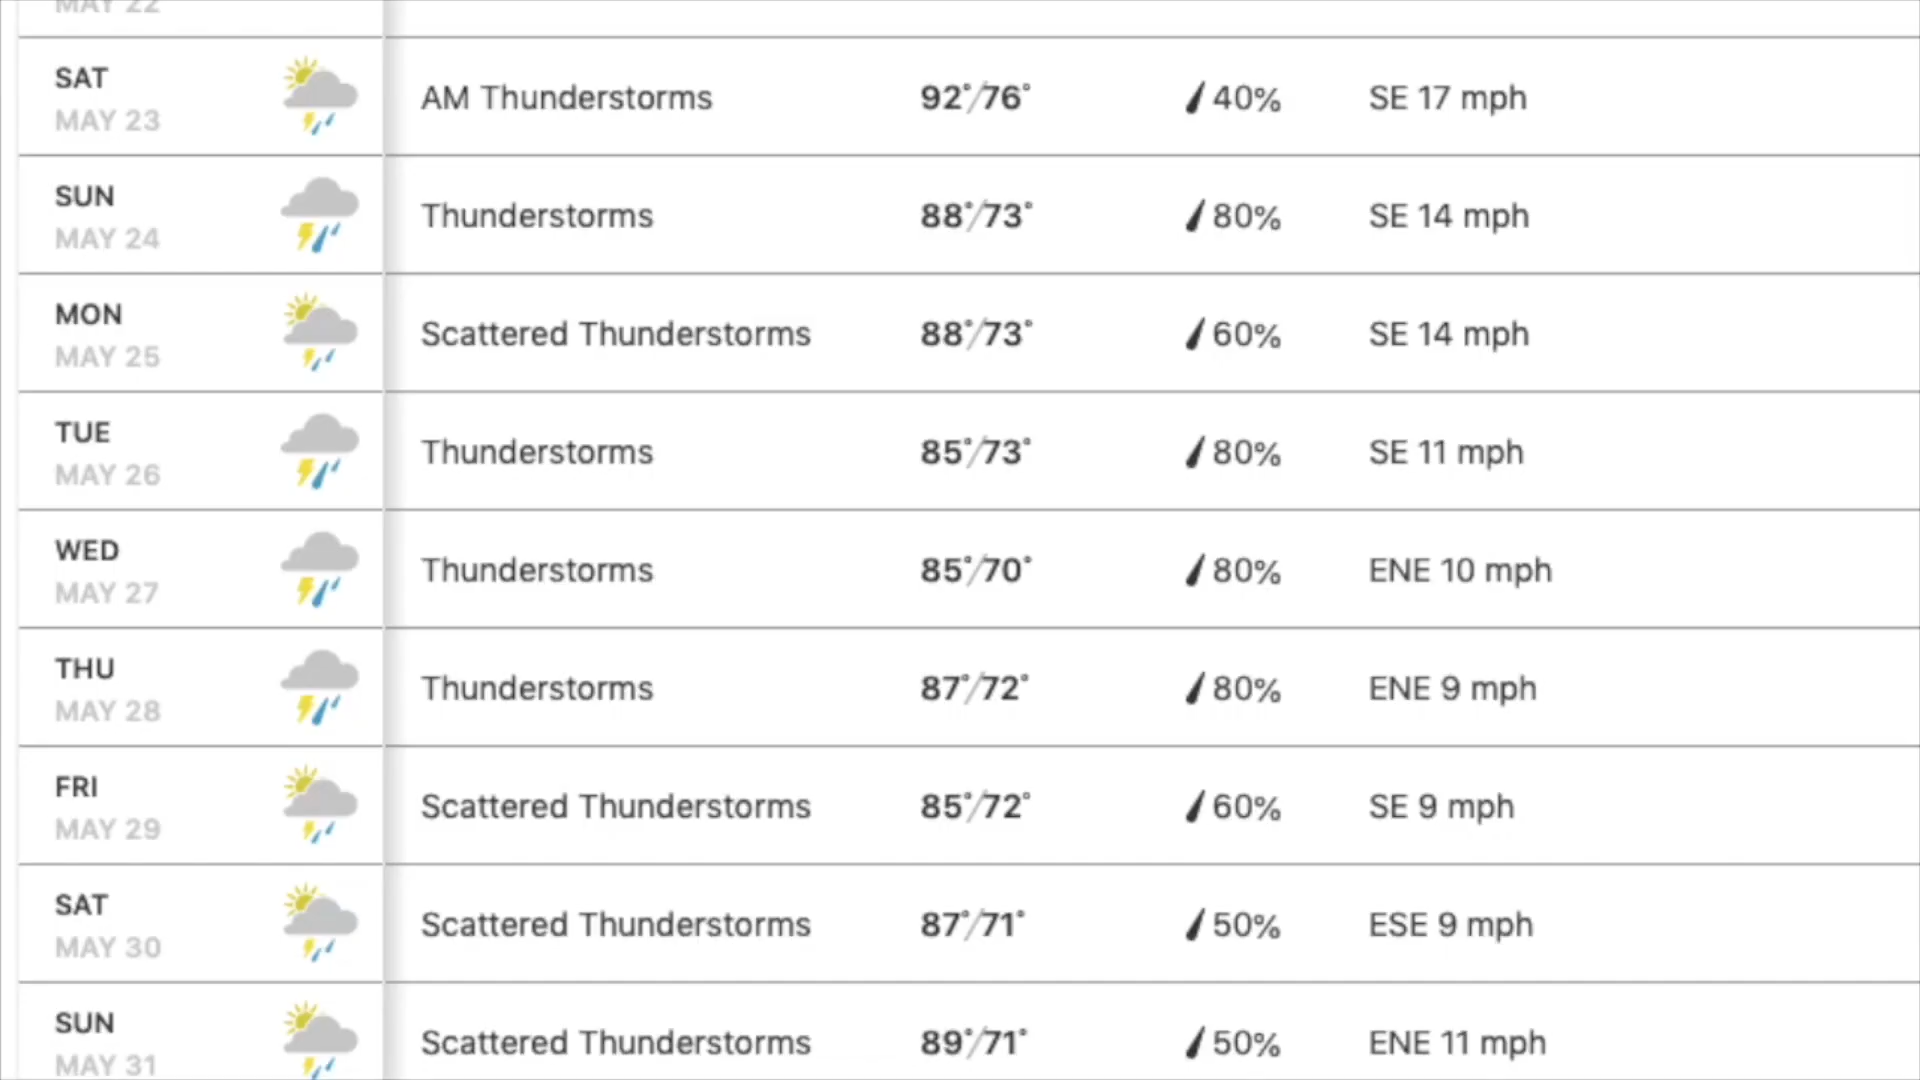 MAY 22
SAT
MAY 23
AM Thunderstorms 92°/76° 40% SE 17 mph
SUN
MAY 24
Thunderstorms 88°/73° 80% SE 14 mph
MON
MAY 25
Scattered Thunderstorms 88°/73° 60% SE 14 mph
TUE
MAY 26
Thunderstorms 85°/73° 80% SE 11 mph
WED
MAY 27
Thunderstorms 85°/70° 80% ENE 10 mph
THU
MAY 28
Thunderstorms 87°/72° 80% ENE 9 mph
FRI
MAY 29
Scattered Thunderstorms 85°/72° 60% SE 9 mph
SAT
MAY 30
Scattered Thunderstorms 87°/71° 50% ESE 9 mph
SUN
MAY 31
Scattered Thunderstorms 89°/71° 50% ENE 11 mph